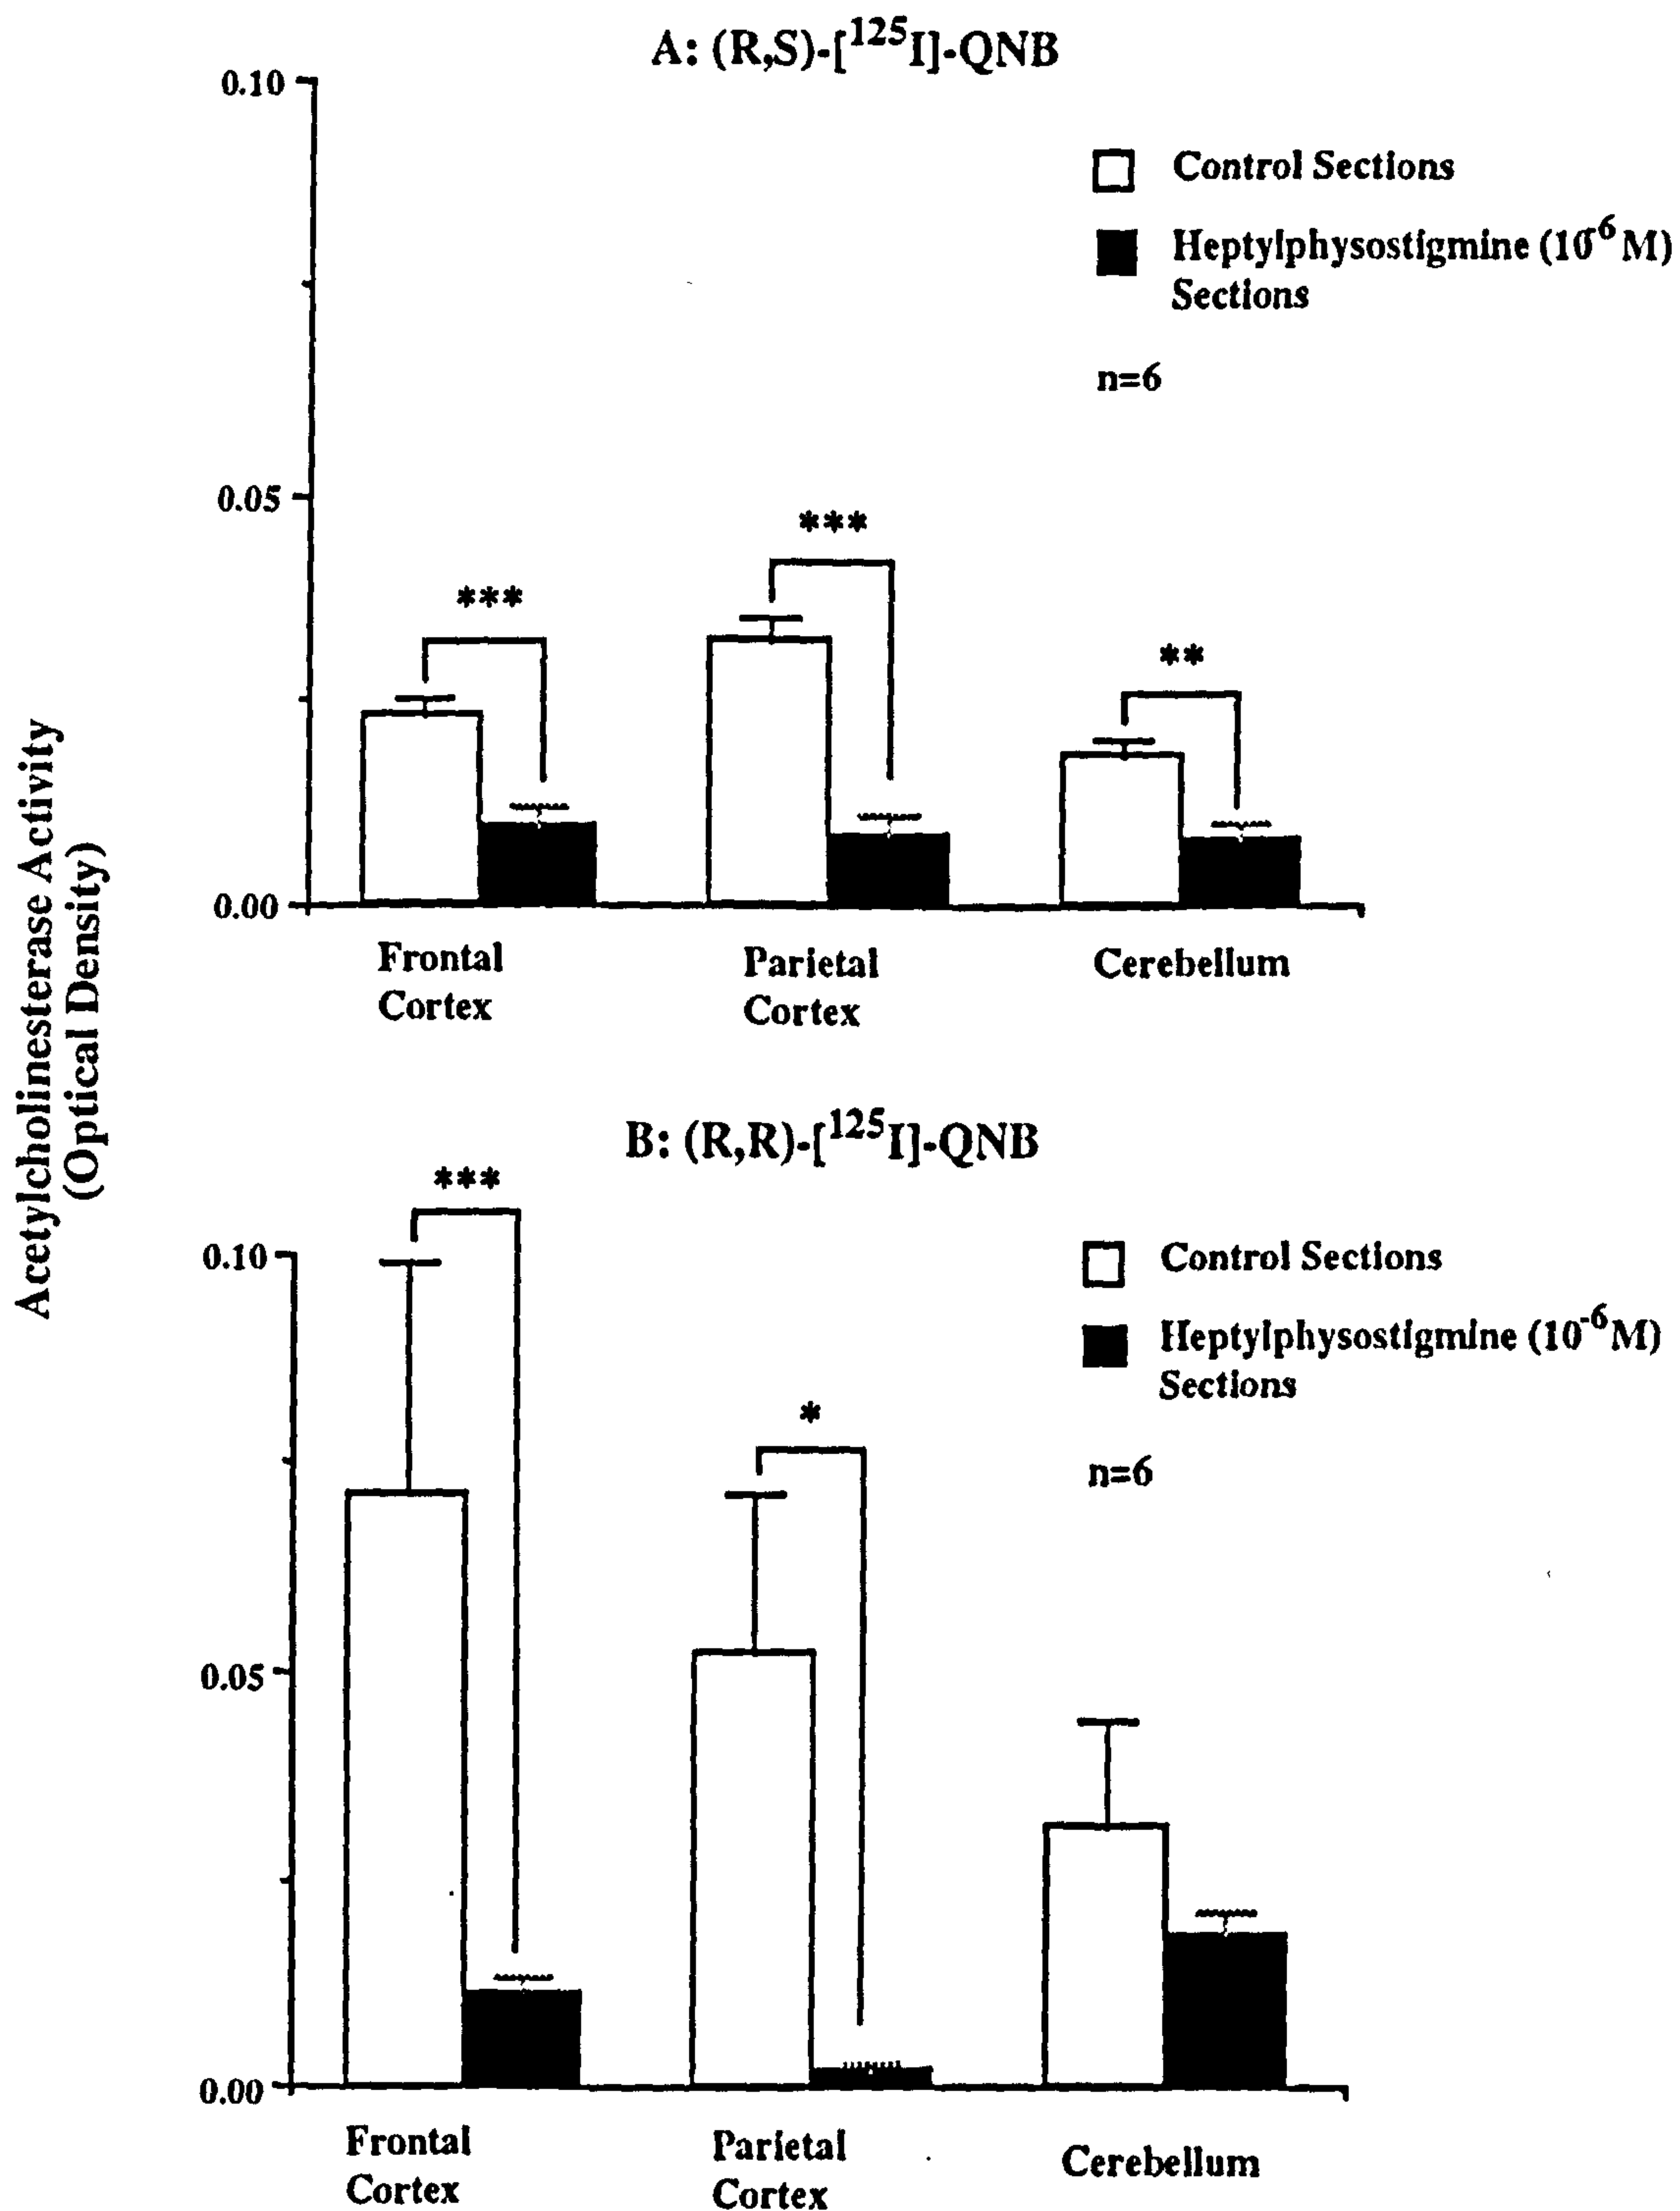 A: (R,S)-[¹²⁵I]-QNB
0.10
Control Sections
Heptylphysostigmine (10⁻⁶M)
Sections
n=6
0.05
***
***
**
0.00
Frontal
Cortex
Parietal
Cortex
Cerebellum
Acetylcholinesterase Activity
(Optical Density)
B: (R,R)-[¹²⁵I]-QNB
***
0.10
Control Sections
Heptylphysostigmine (10⁻⁶M)
Sections
*
n=6
0.05
0.00
Frontal
Cortex
Parietal
Cortex
Cerebellum